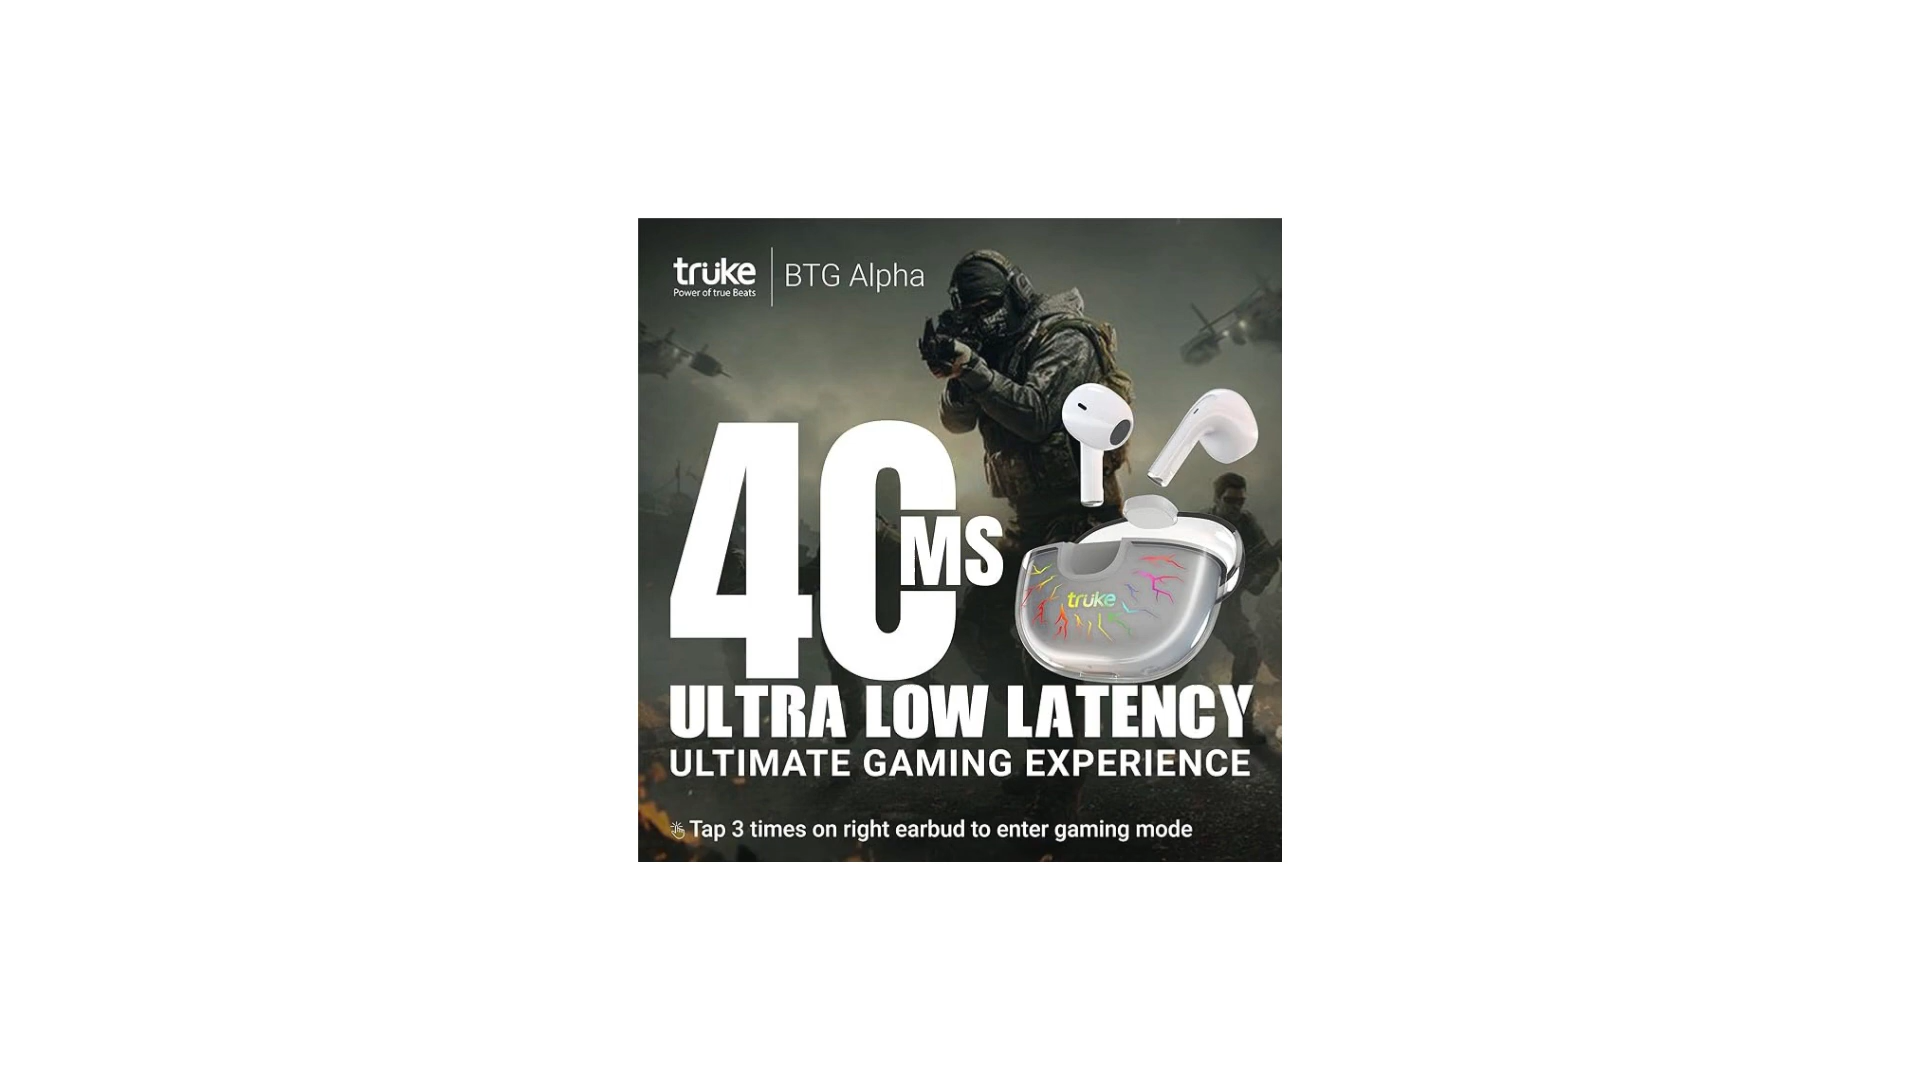 truke
Power of true Beats
BTG Alpha
40MS
truke
ULTRA LOW LATENCY
ULTIMATE GAMING EXPERIENCE
Tap 3 times on right earbud to enter gaming mode